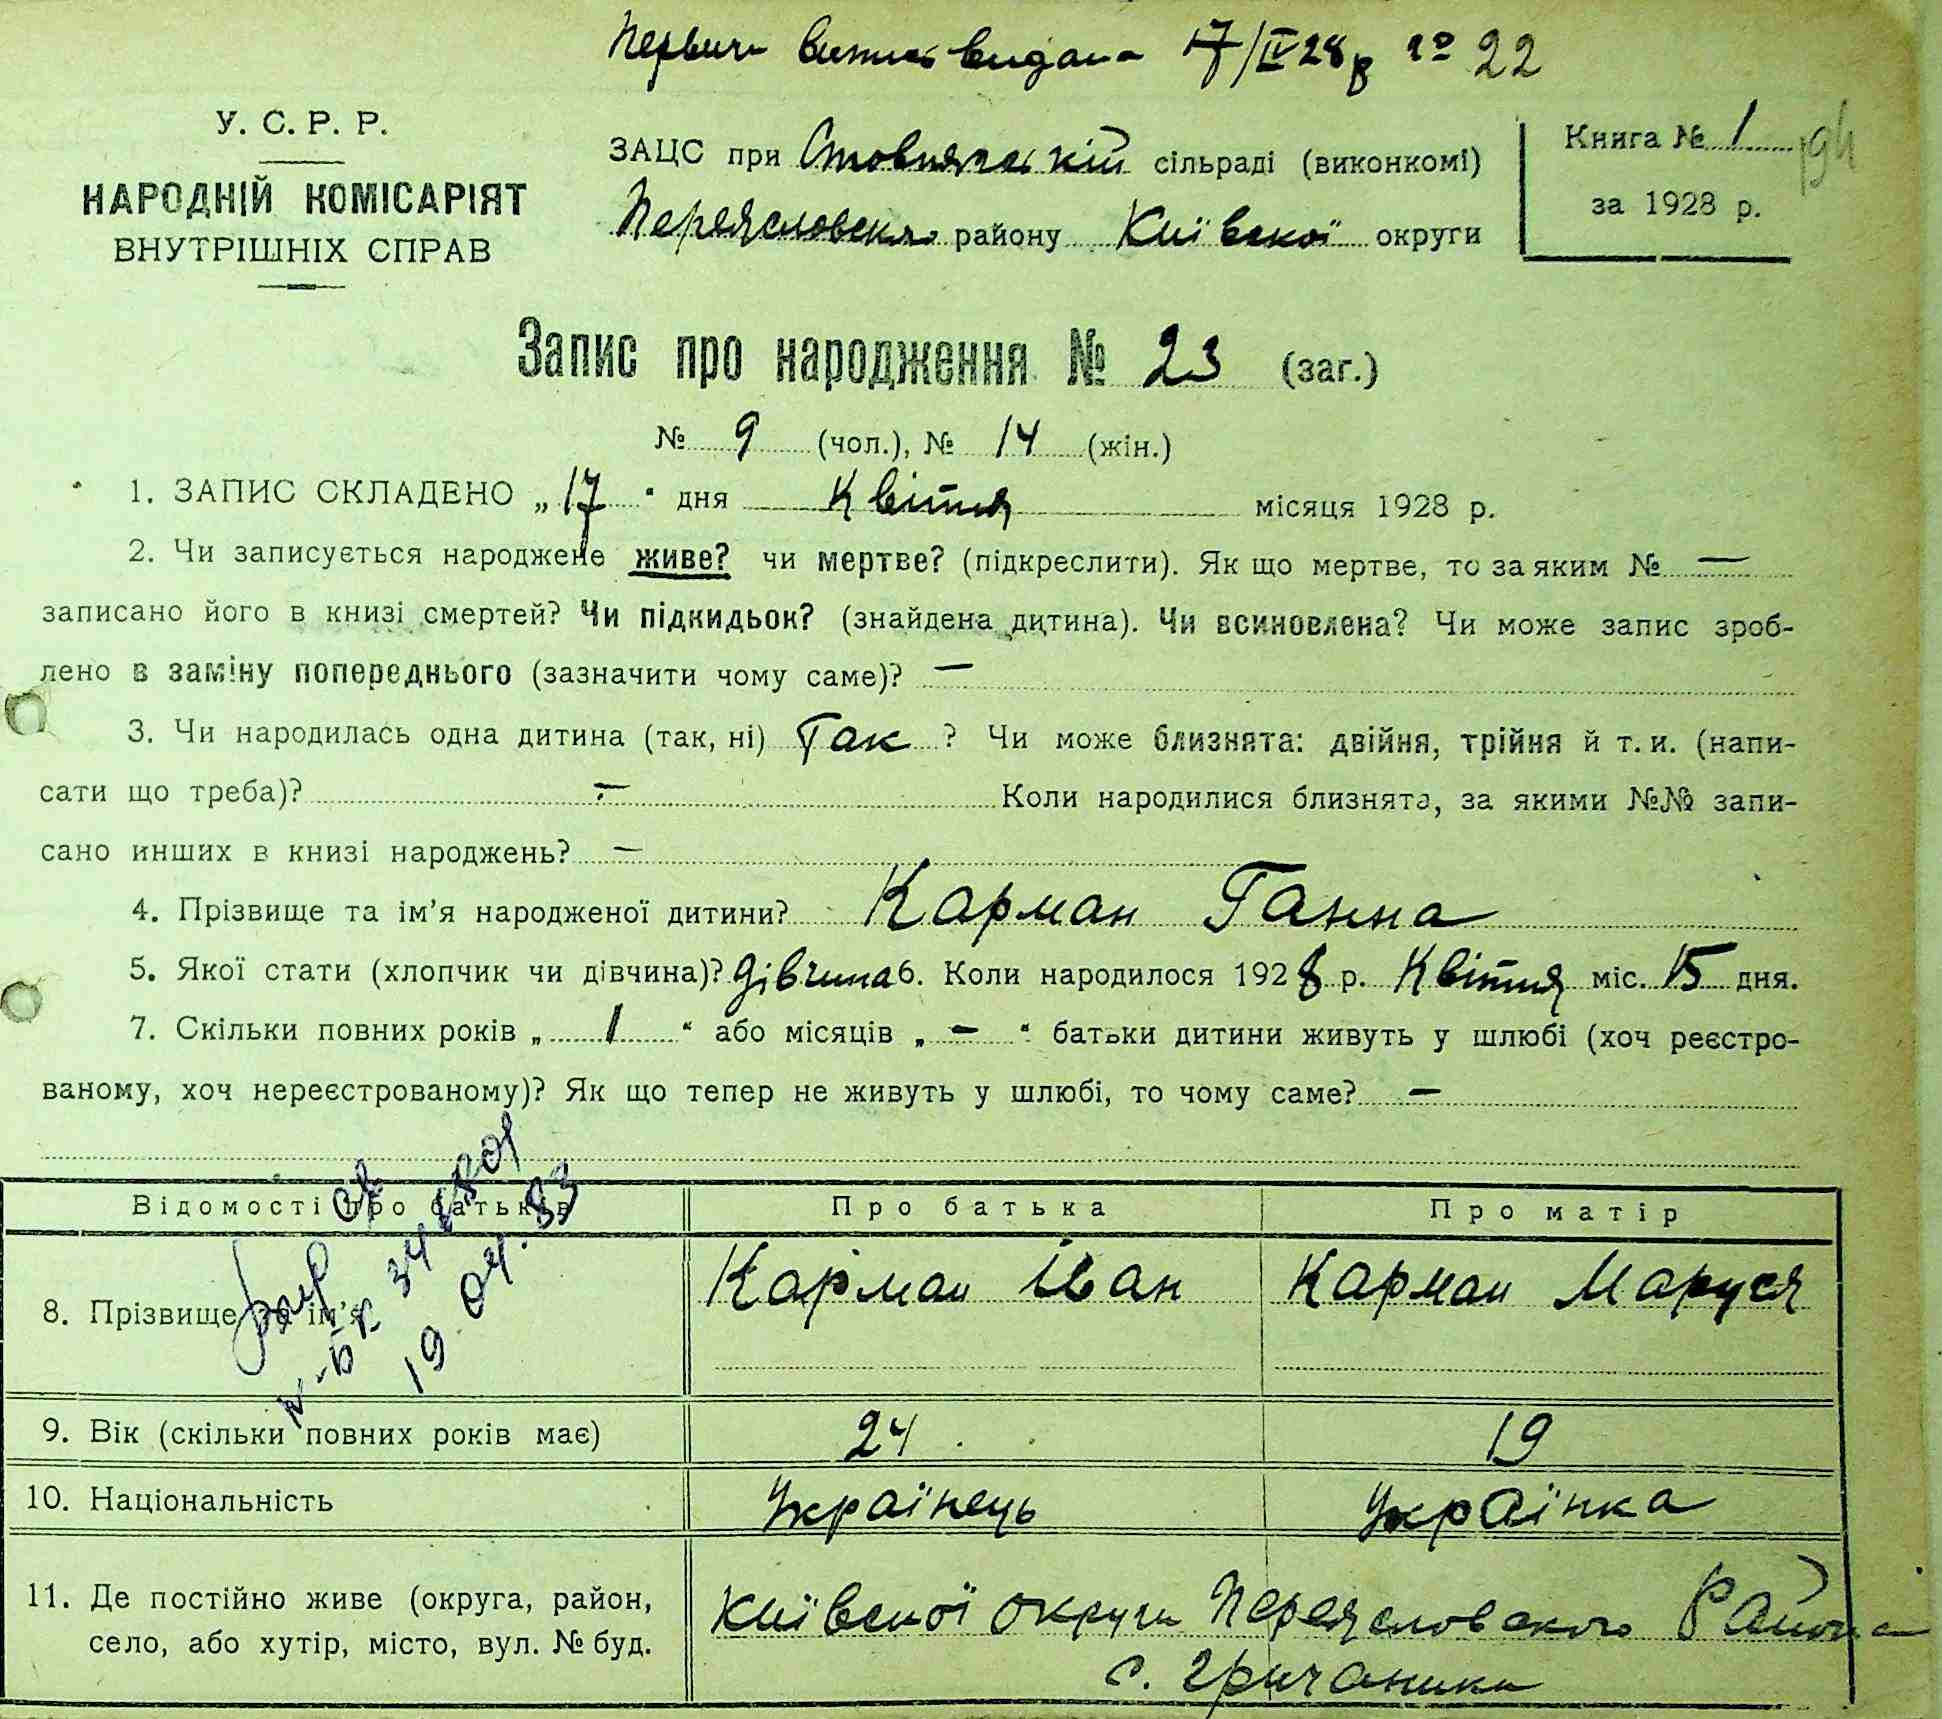 Первич випись видана 17/IV 28 р № 22
У. С. Р. Р.
НАРОДНІЙ КОМІСАРІЯТ
ВНУТРІШНІХ СПРАВ
ЗАЦС при Стовпязькій сільраді (виконкомі)
Переясловсько району Київської округи
Книга № 1
за 1928 р.
194
Запис про народження № 23 (заг.)
№ 9 (чол.), № 14 (жін.)
1. ЗАПИС СКЛАДЕНО „17“ дня Квітня місяця 1928 р.
2. Чи записується народжене живе? чи мертве? (підкреслити). Як що мертве, то за яким № —
записано його в книзі смертей? Чи підкидьок? (знайдена дитина). Чи всиновлена? Чи може запис зроб-
лено в заміну попереднього (зазначити чому саме)? —
3. Чи народилась одна дитина (так, ні) Так ? Чи може близнята: двійня, трійня й т. и. (напи-
сати що треба)? — Коли народилися близнята, за якими №№ запи-
сано инших в книзі народжень? —
4. Прізвище та ім’я народженої дитини? Карман Ганна
5. Якої стати (хлопчик чи дівчина)? дівчина 6. Коли народилося 1928 р. Квітня міс. 15 дня.
7. Скільки повних років „ 1 “ або місяців „ — “ батьки дитини живуть у шлюбі (хоч реєстро-
ваному, хоч нереєстрованому)? Як що тепер не живуть у шлюбі, то чому саме? —
Відомості про батьків Про батька Про матір
8. Прізвище та ім’я Карман Іван Карман Маруся
19.04.83
9. Вік (скільки повних років має) 24 19
10. Національність Українець Українка
11. Де постійно живе (округа, район, Київської округи Переясловсько Района
село, або хутір, місто, вул. № буд. с. Гричаники